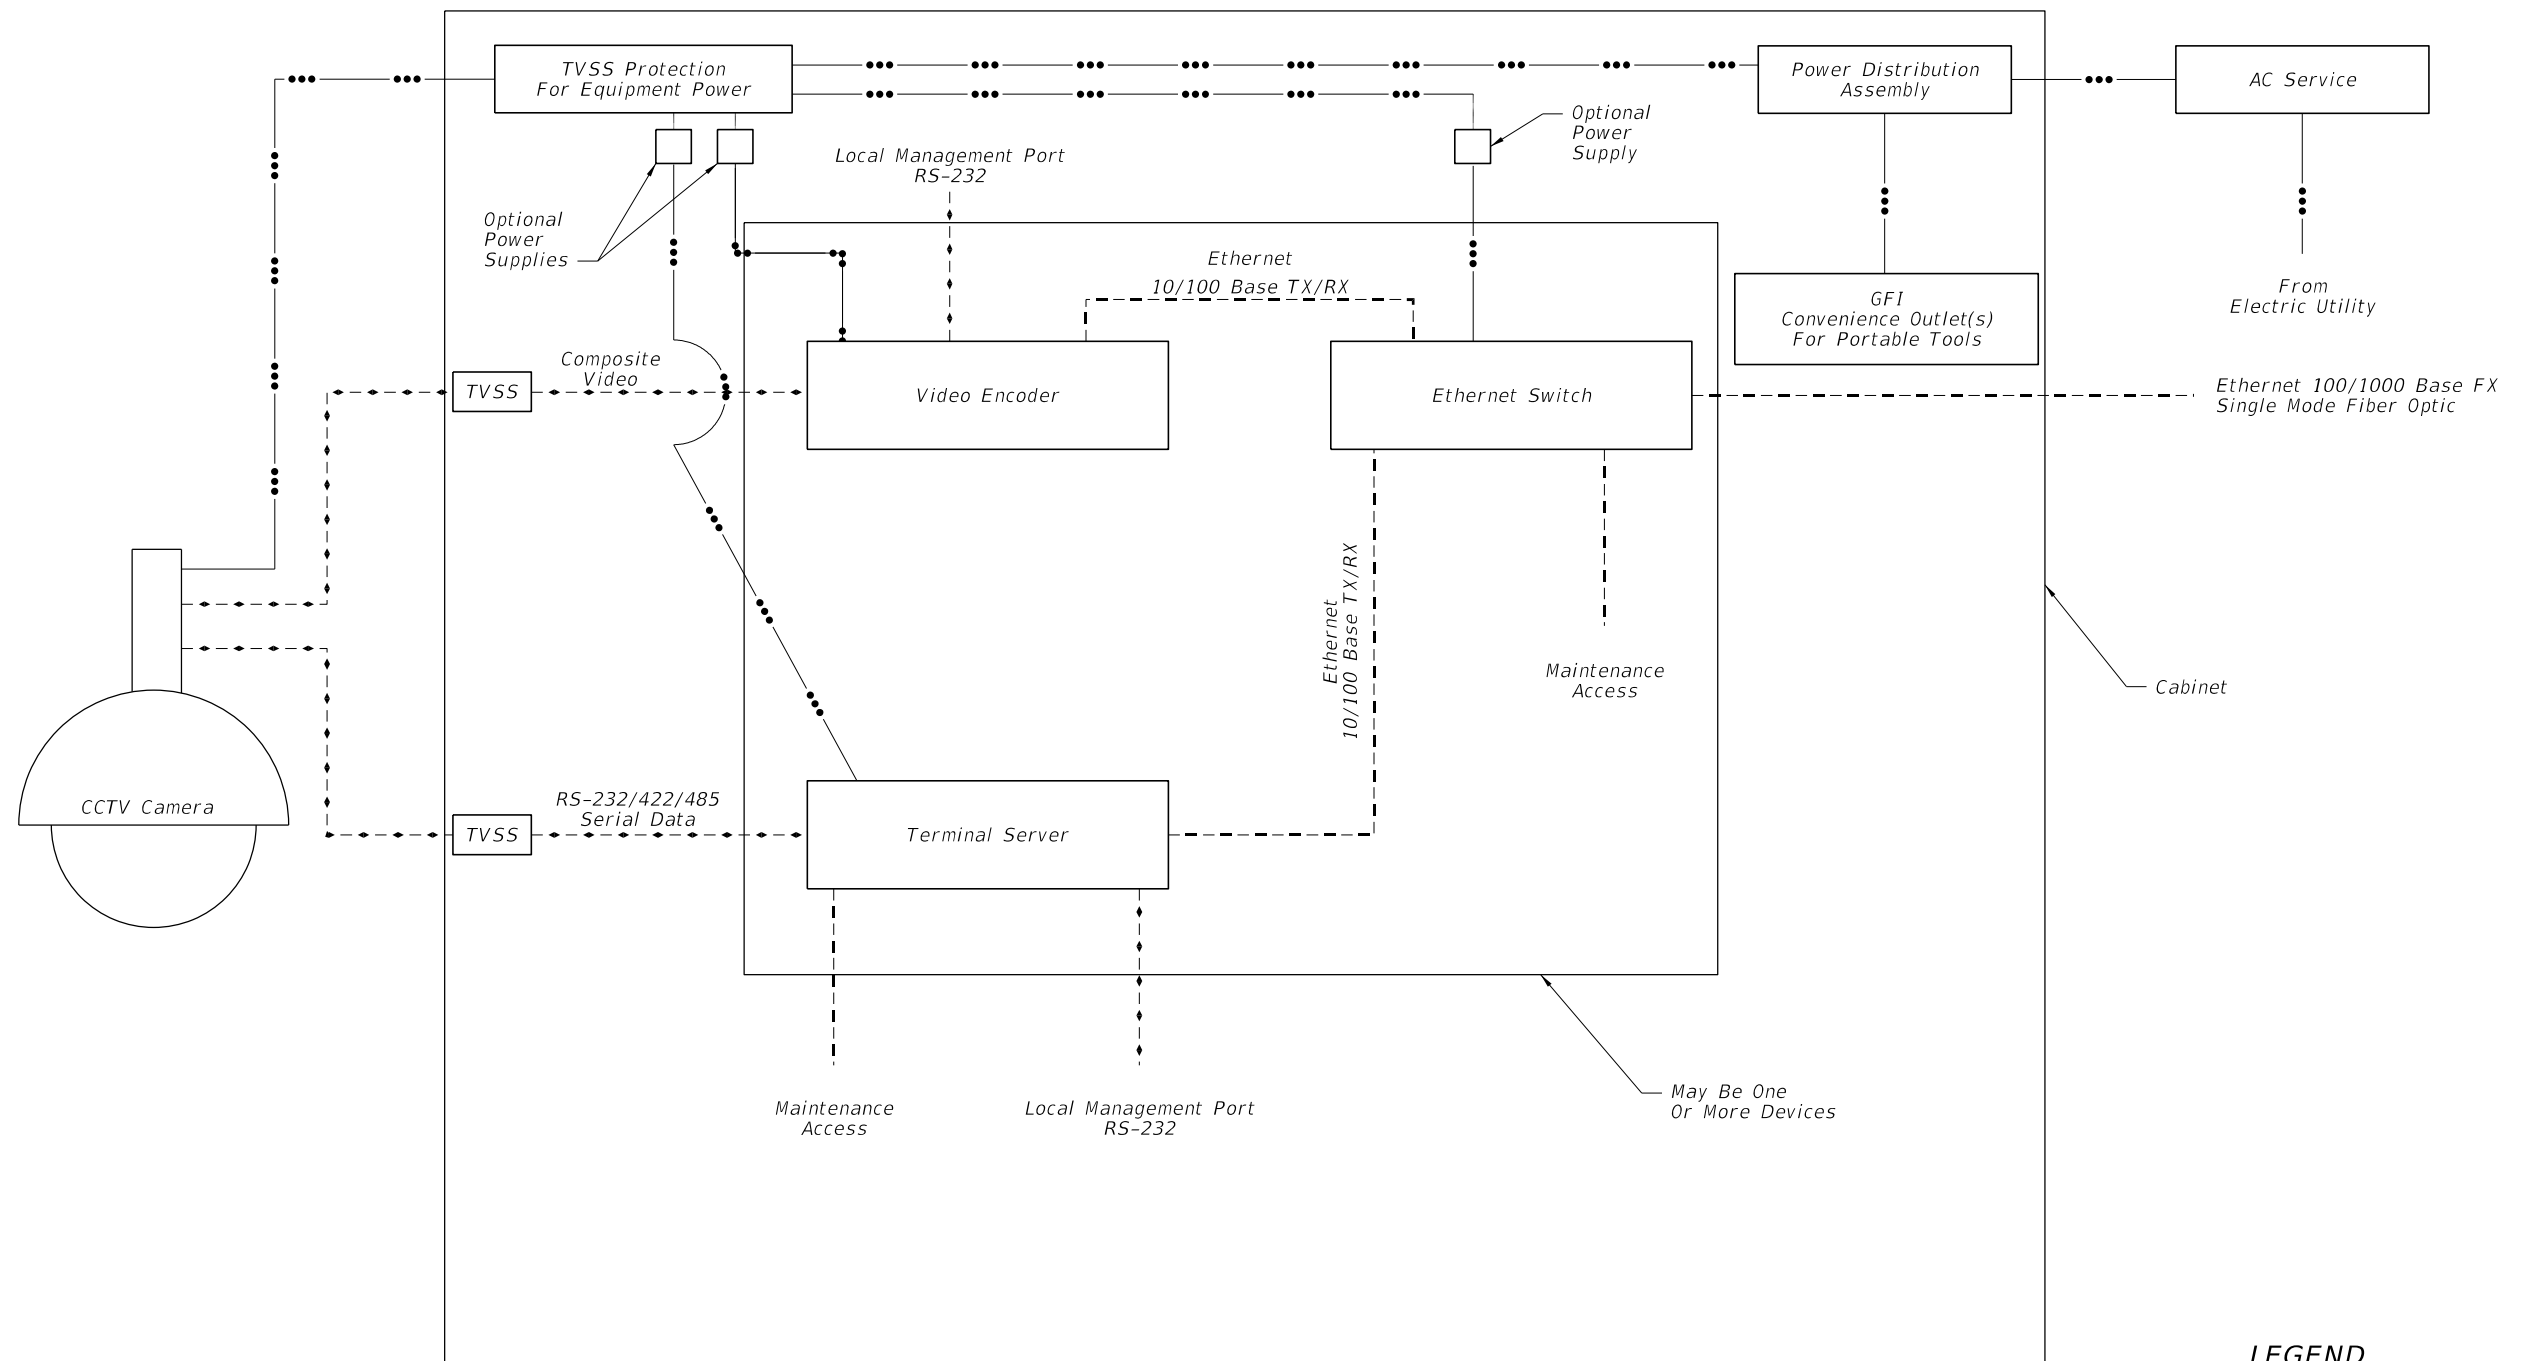 TVSS Protection
For Equipment Power
Power Distribution
Assembly
AC Service
Optional
Power
Supply
Local Management Port
RS-232
Optional
Power
Supplies
Ethernet
10/100 Base TX/RX
GFI
Convenience Outlet(s)
For Portable Tools
From
Electric Utility
Composite
Video
TVSS
Video Encoder
Ethernet Switch
Ethernet 100/1000 Base FX
Single Mode Fiber Optic
Ethernet
10/100 Base TX/RX
Maintenance
Access
Cabinet
CCTV Camera
RS-232/422/485
Serial Data
TVSS
Terminal Server
Maintenance
Access
Local Management Port
RS-232
May Be One
Or More Devices
LEGEND